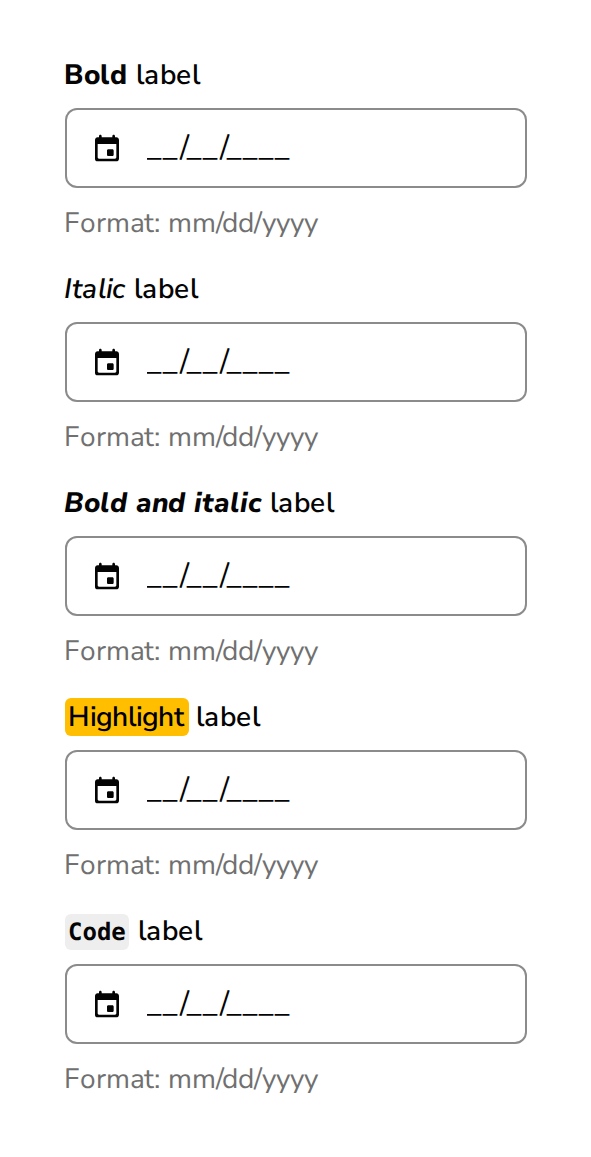 Bold label
__/__/____
Format: mm/dd/yyyy
Italic label
__/__/____
Format: mm/dd/yyyy
Bold and italic label
__/__/____
Format: mm/dd/yyyy
Highlight label
__/__/____
Format: mm/dd/yyyy
Code label
__/__/____
Format: mm/dd/yyyy